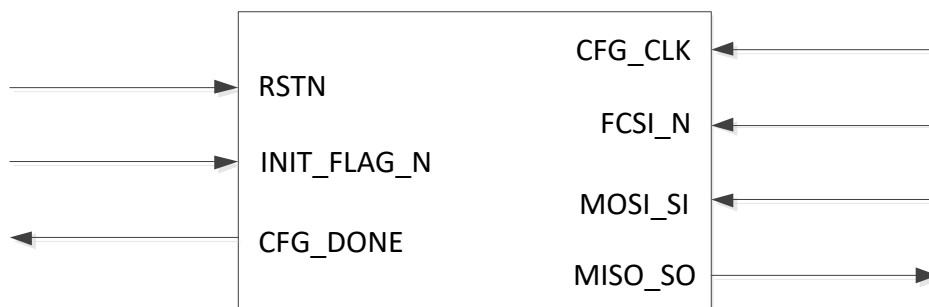 RSTN
INIT_FLAG_N
CFG_DONE
CFG_CLK
FCSI_N
MOSI_SI
MISO_SO